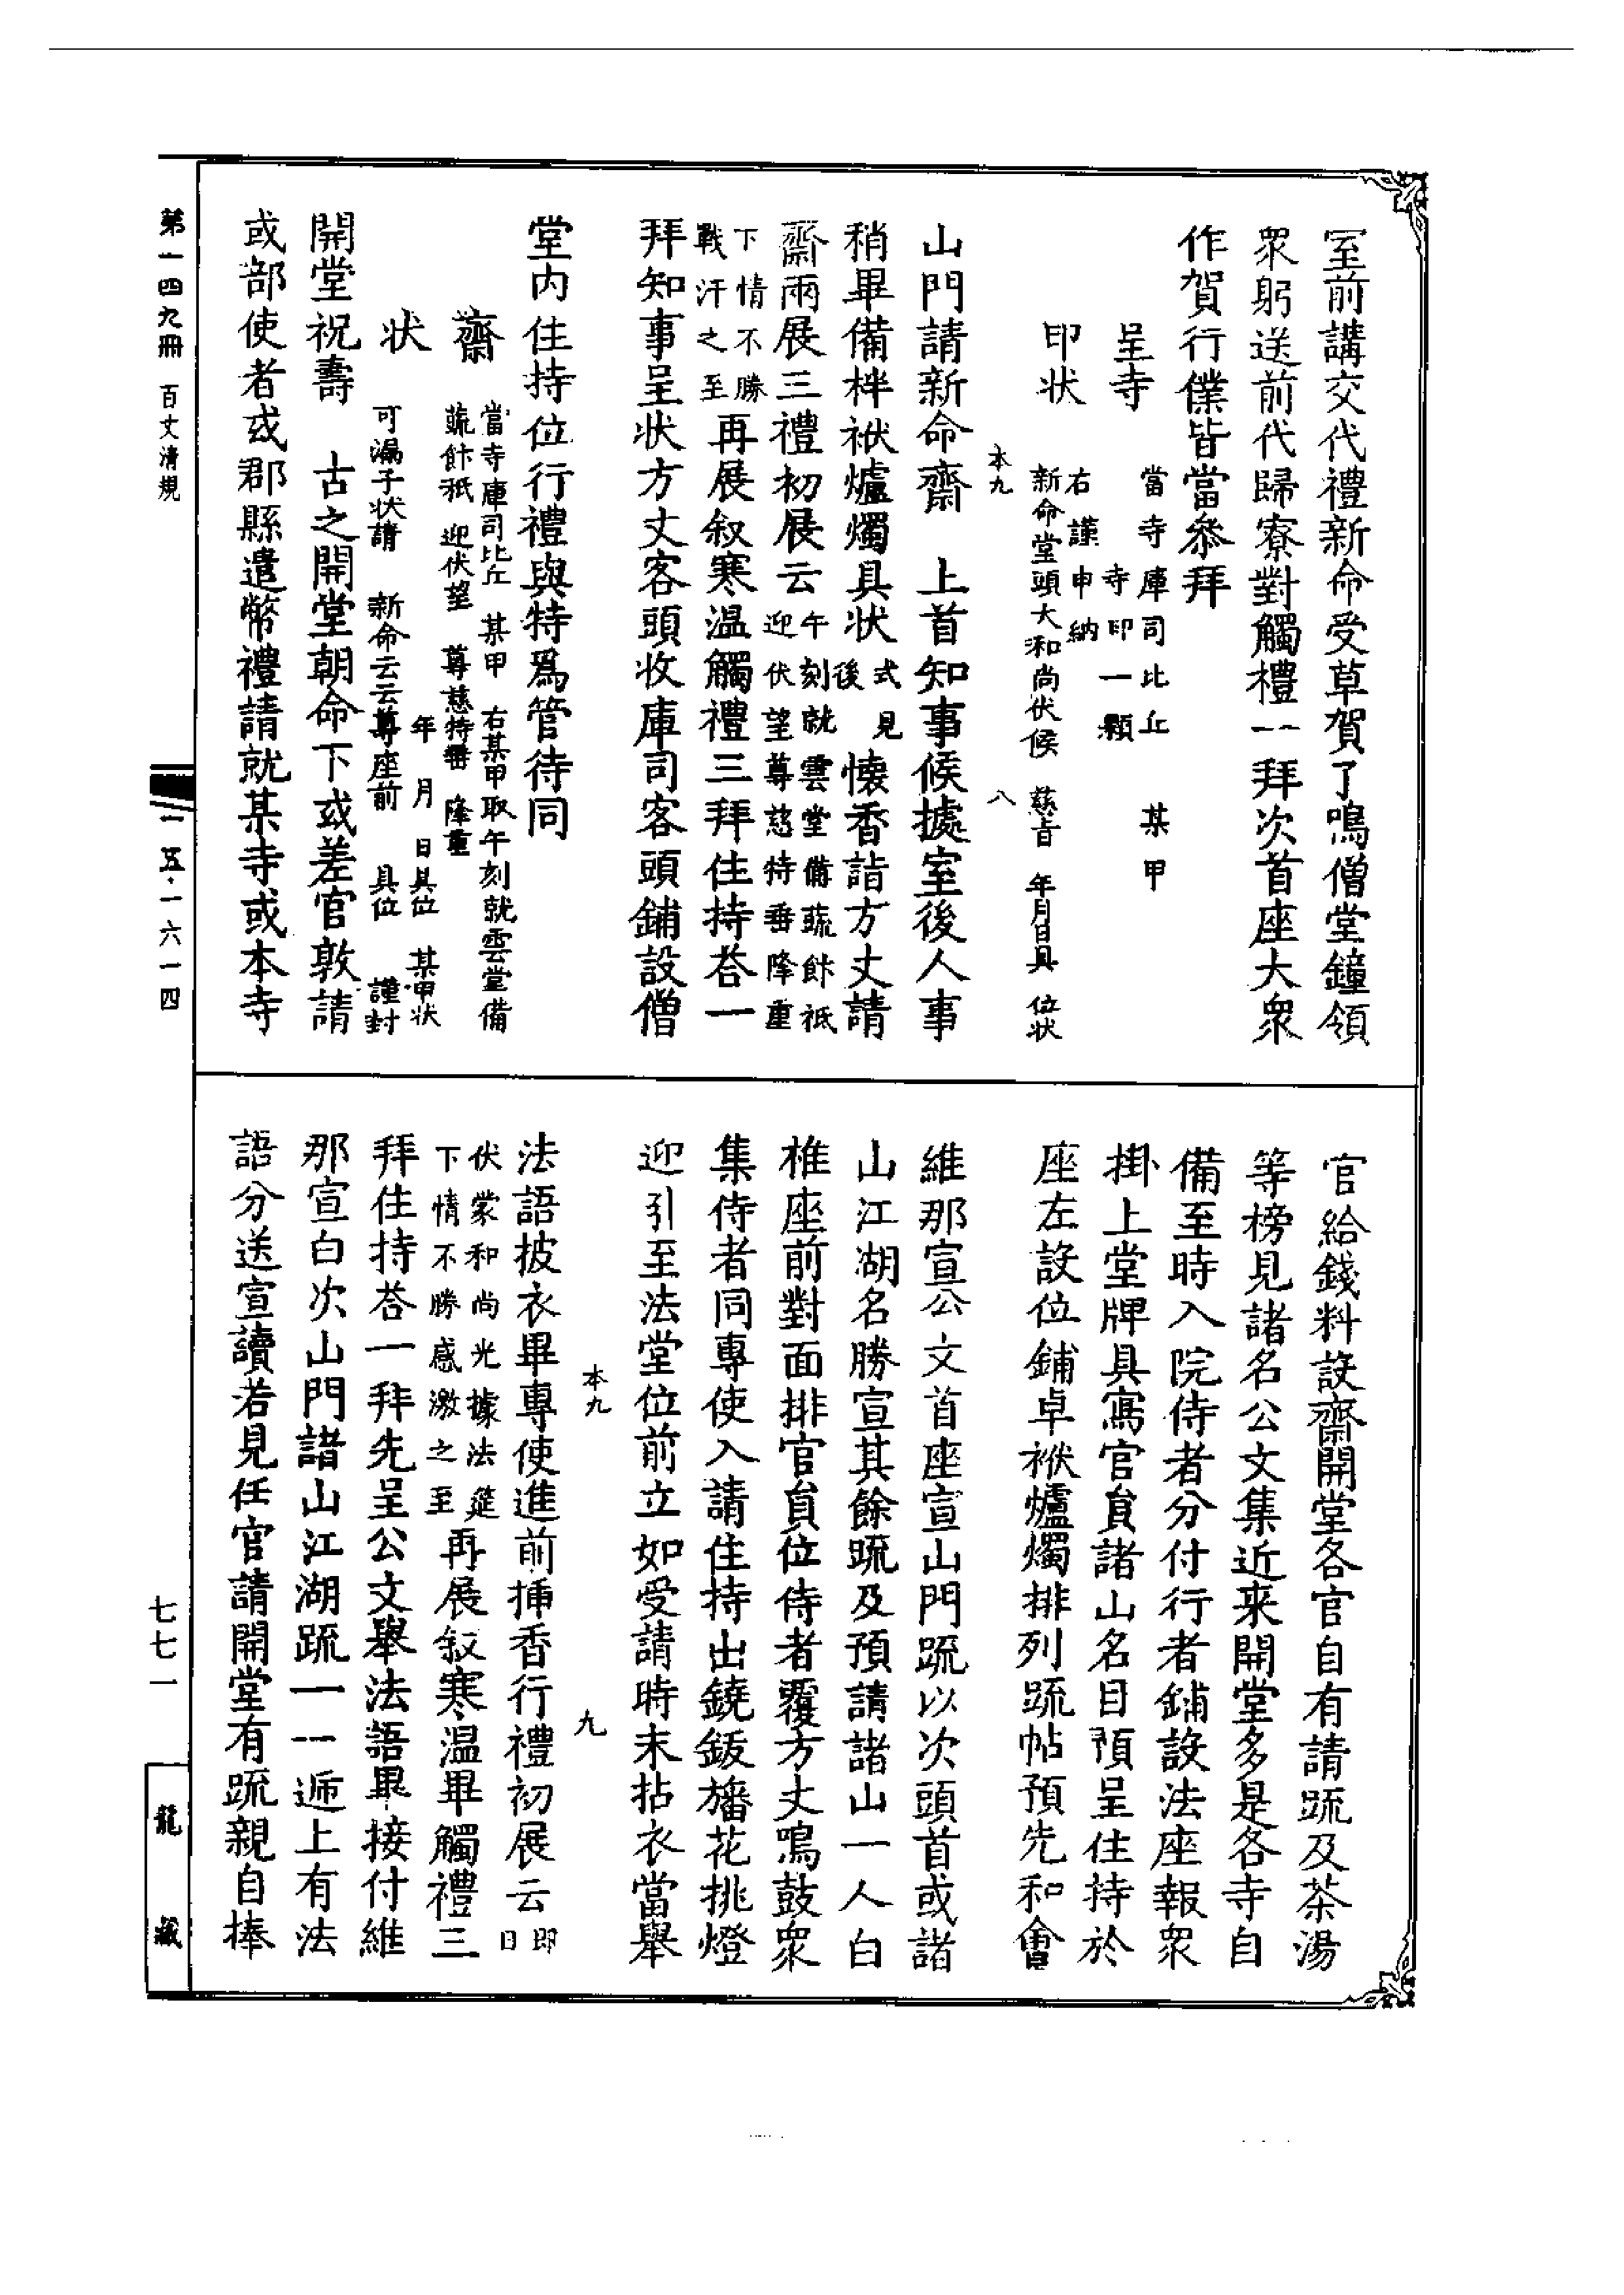 室前講交代禮新命受草賀了鳴僧堂鐘領
衆躬送前代歸寮對觸禮一拜次首座大衆
作賀行僕皆當叅拜
呈寺
當寺庫司比丘 某甲
寺印一顆
右謹申納
印状
新命堂頭大和尚伏候 慈旨 年月日具 位状
本九 八
山門請新命齋 上首知事候據室後人事
稍畢備柈袱爐燭具状式見後懐香詣方丈請
齋兩展三禮初展云午刻就雲堂備蔬飰祇迎伏望尊慈特垂降重
下情不勝戰汗之至再展叙寒温觸禮三拜住持荅一
拜知事呈状方丈客頭收庫司客頭鋪設僧
堂内住持位行禮與特爲管待同
齋
當寺庫司比丘 某甲 右某甲取午刻就雲堂備
蔬飰祇 迎伏望 尊慈特垂 降重
状
年 月 日具位 某甲状
可漏子状請 新命云云尊座前 具位 謹封
開堂祝壽 古之開堂朝命下或差官敦請
或部使者或郡縣遣幣禮請就某寺或本寺
官給錢料設齋開堂各官自有請䟽及茶湯
等榜見諸名公文集近来開堂多是各寺自
備至時入院侍者分付行者鋪設法座報衆
掛上堂牌具寫官員諸山名目預呈住持於
座左設位鋪卓袱爐燭排列䟽帖預先和會
維那宣公文首座宣山門䟽以次頭首或諸
山江湖名勝宣其餘䟽及預請諸山一人白
椎座前對面排官員位侍者覆方丈鳴鼓衆
集侍者同專使入請住持出鐃鈸旛花挑燈
迎引至法堂位前立如受請時末拈衣當舉
本九 九
法語披衣畢專使進前揷香行禮初展云即日
伏蒙和尚光據法筵下情不勝感激之至再展叙寒温畢觸禮三
拜住持荅一拜先呈公文舉法語畢接付維
那宣白次山門諸山江湖䟽一一逓上有法
語分送宣讀若見任官請開堂有䟽親自捧
第一四九冊 百丈清規
一五·一六一四
七七一
龍藏